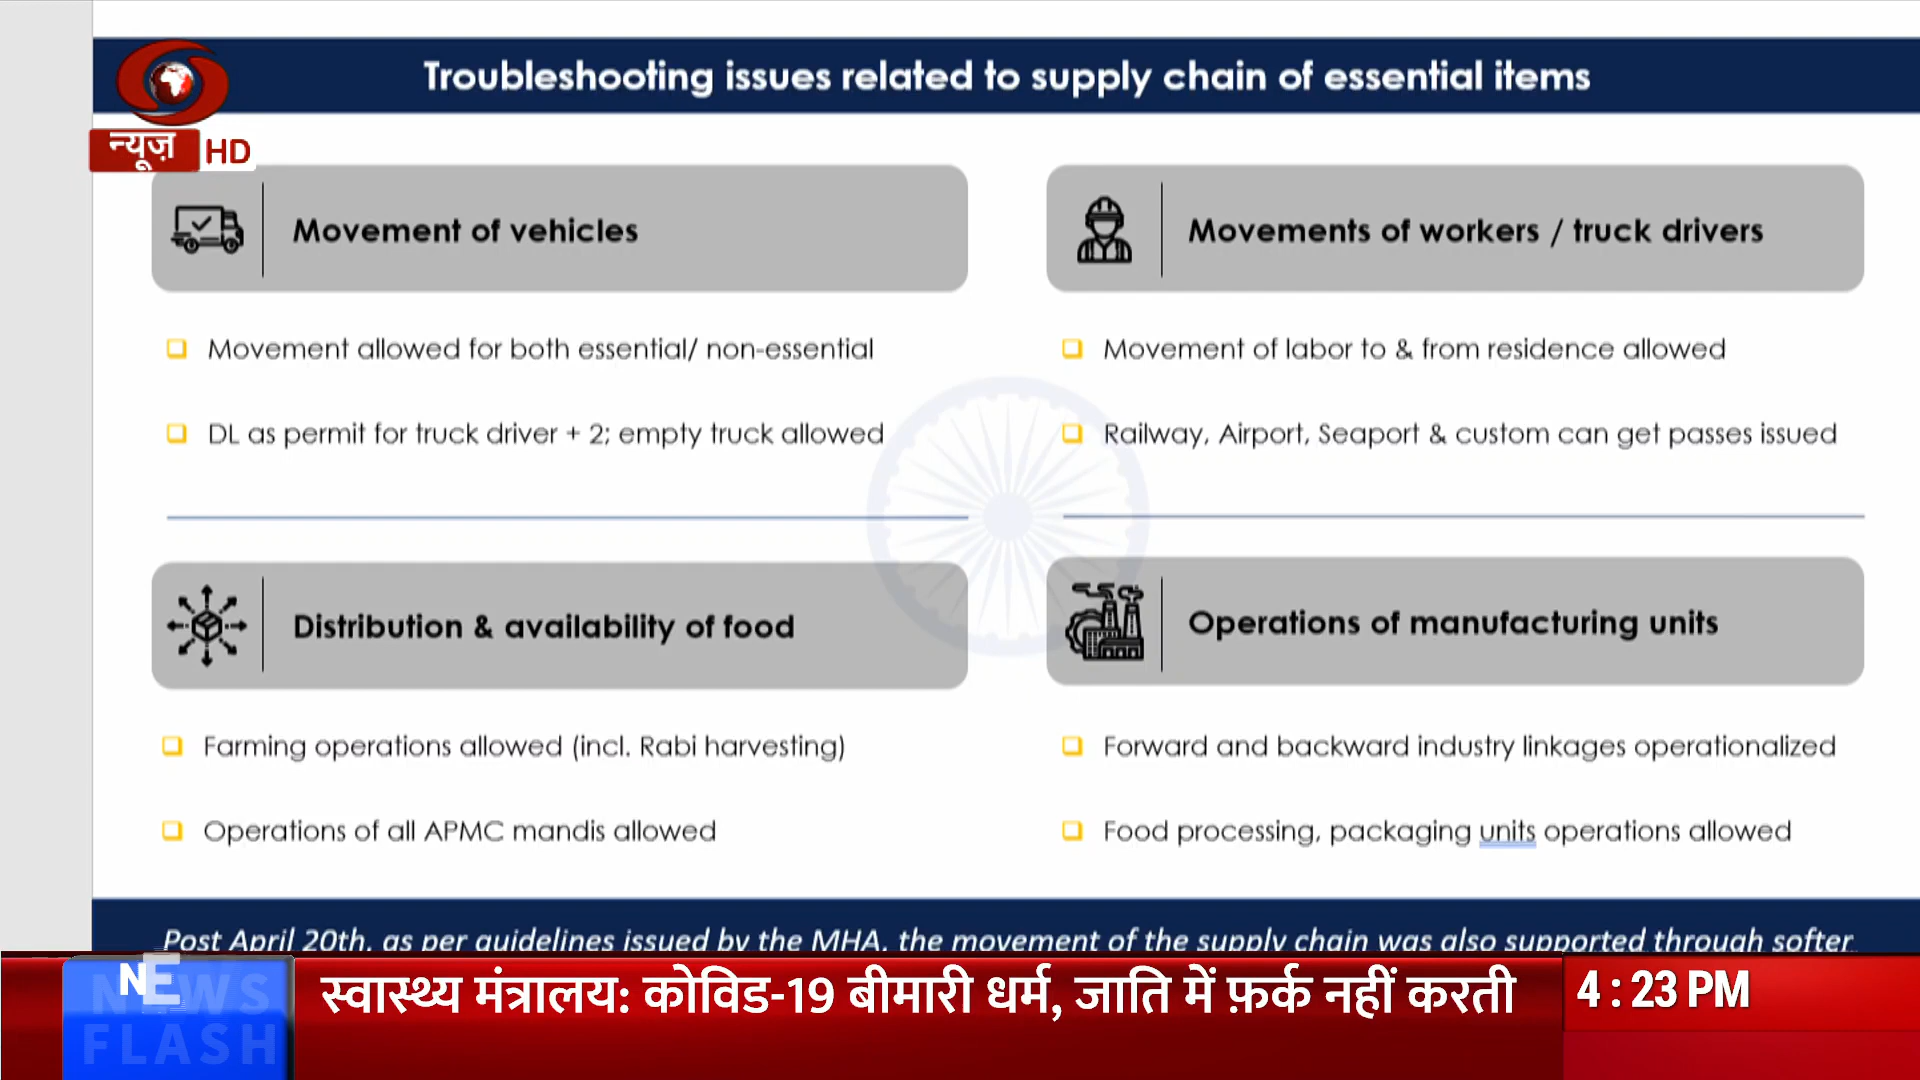 Troubleshooting issues related to supply chain of essential items
न्यूज़ HD
Movement of vehicles
Movement allowed for both essential/ non-essential
DL as permit for truck driver + 2; empty truck allowed
Movements of workers / truck drivers
Movement of labor to & from residence allowed
Railway, Airport, Seaport & custom can get passes issued
Distribution & availability of food
Farming operations allowed (incl. Rabi harvesting)
Operations of all APMC mandis allowed
Operations of manufacturing units
Forward and backward industry linkages operationalized
Food processing, packaging units operations allowed
Post April 20th, as per guidelines issued by the MHA, the movement of the supply chain was also supported through softer
NEWS
FLASH
स्वास्थ्य मंत्रालय: कोविड-19 बीमारी धर्म, जाति में फ़र्क नहीं करती
4 : 23 PM